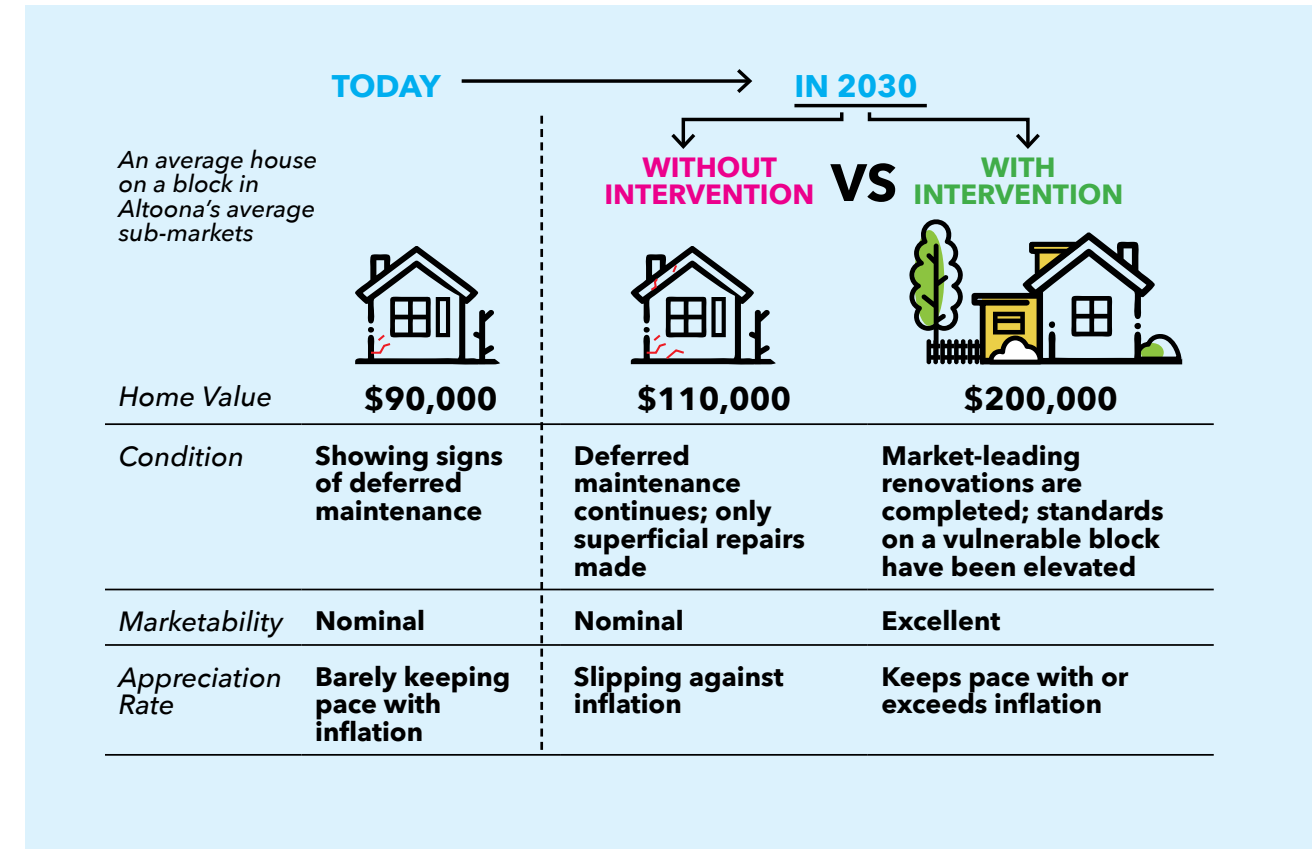 TODAY
IN 2030
An average house
on a block in
Altoona’s average
sub-markets
WITHOUT
INTERVENTION
VS
WITH
INTERVENTION
Home Value
$90,000
$110,000
$200,000
Condition
Showing signs
of deferred
maintenance
Deferred
maintenance
continues; only
superficial repairs
made
Market-leading
renovations are
completed; standards
on a vulnerable block
have been elevated
Marketability
Nominal
Nominal
Excellent
Appreciation
Rate
Barely keeping
pace with
inflation
Slipping against
inflation
Keeps pace with or
exceeds inflation